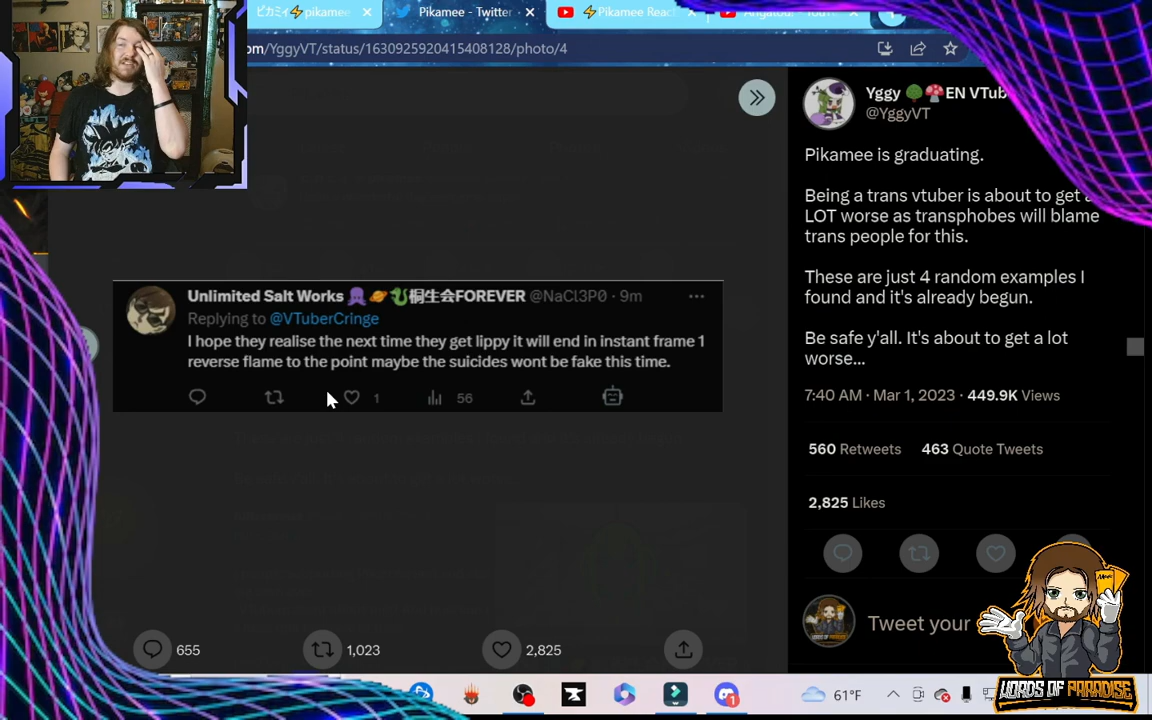 ピカミィ⚡pikamee
Pikamee - Twitter
⚡Pikamee Reac
com/YggyVT/status/1630925920415408128/photo/4
Yggy 🌳🍄EN VTub
@YggyVT
Pikamee is graduating.
Being a trans vtuber is about to get a
LOT worse as transphobes will blame
trans people for this.
These are just 4 random examples I
found and it's already begun.
Be safe y'all. It's about to get a lot
worse...
7:40 AM · Mar 1, 2023 · 449.9K Views
560 Retweets 463 Quote Tweets
2,825 Likes
Unlimited Salt Works 🐙🪐🐉桐生会FOREVER @NaCl3P0 · 9m
Replying to @VTuberCringe
I hope they realise the next time they get lippy it will end in instant frame 1
reverse flame to the point maybe the suicides wont be fake this time.
1 56
655 1,023 2,825
Tweet your
61°F
LORDS OF PARADISE